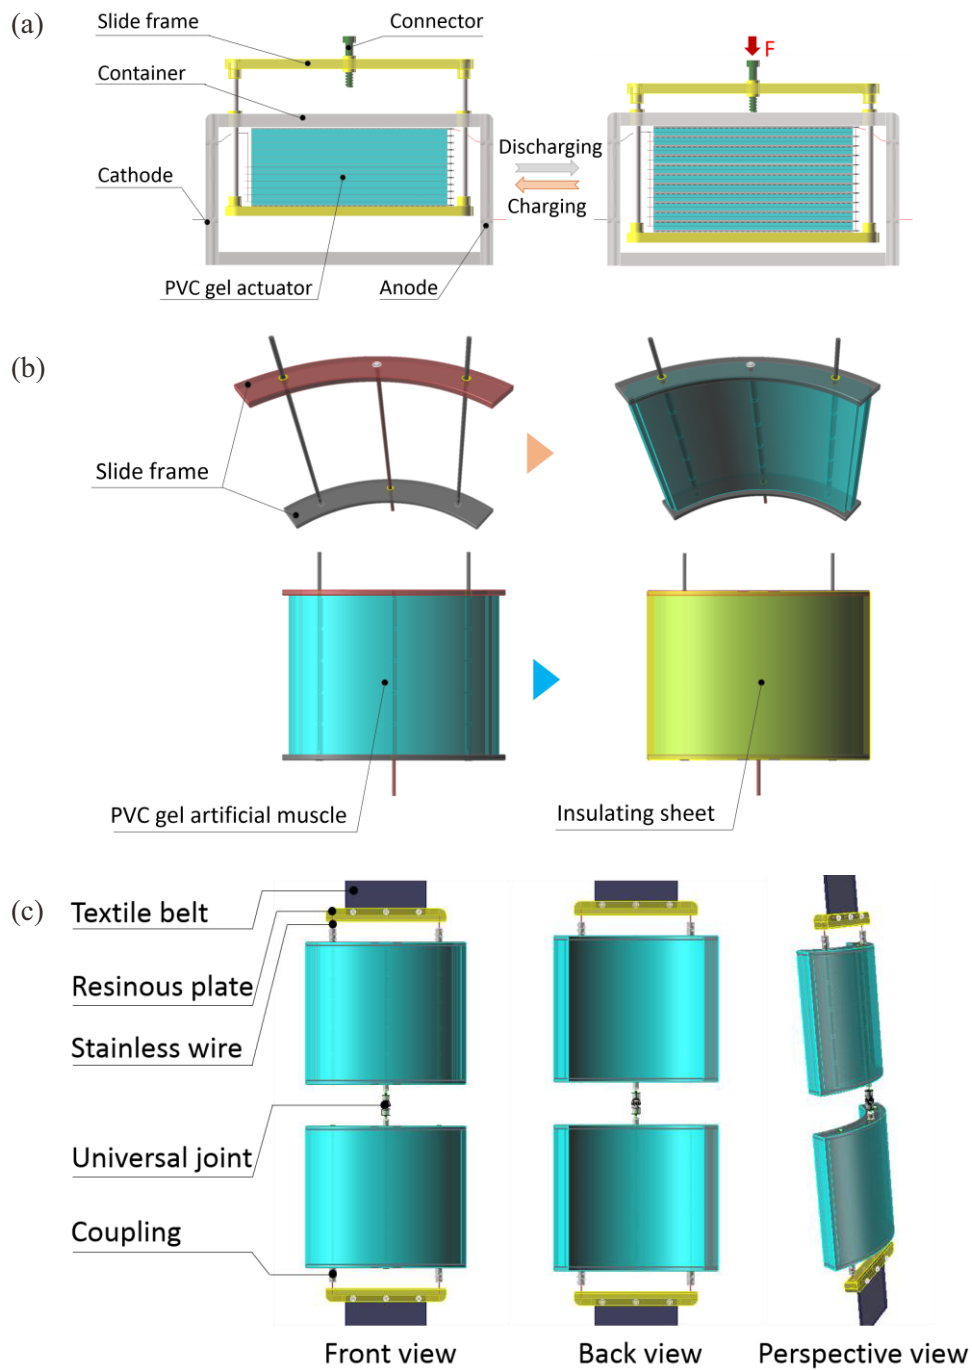 (a)
Slide frame
Connector
F
Container
Discharging
Cathode
Charging
PVC gel actuator
Anode
(b)
Slide frame
PVC gel artificial muscle
Insulating sheet
(c)
Textile belt
Resinous plate
Stainless wire
Universal joint
Coupling
Front view
Back view
Perspective view